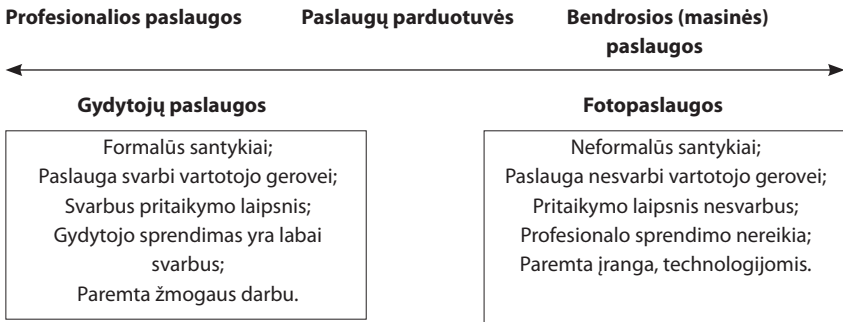 Profesionalios paslaugos
Paslaugų parduotuvės
Bendrosios (masinės)
paslaugos
Gydytojų paslaugos
Fotopaslaugos
Formalūs santykiai;
Paslauga svarbi vartotojo gerovei;
Svarbus pritaikymo laipsnis;
Gydytojo sprendimas yra labai
svarbus;
Paremta žmogaus darbu.
Neformalūs santykiai;
Paslauga nesvarbi vartotojo gerovei;
Pritaikymo laipsnis nesvarbus;
Profesionalo sprendimo nereikia;
Paremta įranga, technologijomis.